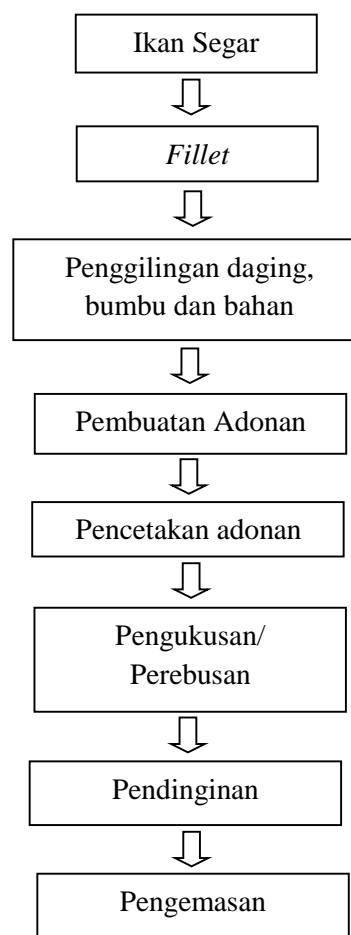 Ikan Segar
Fillet
Penggilingan daging,
bumbu dan bahan
Pembuatan Adonan
Pencetakan adonan
Pengukusan/
Perebusan
Pendinginan
Pengemasan